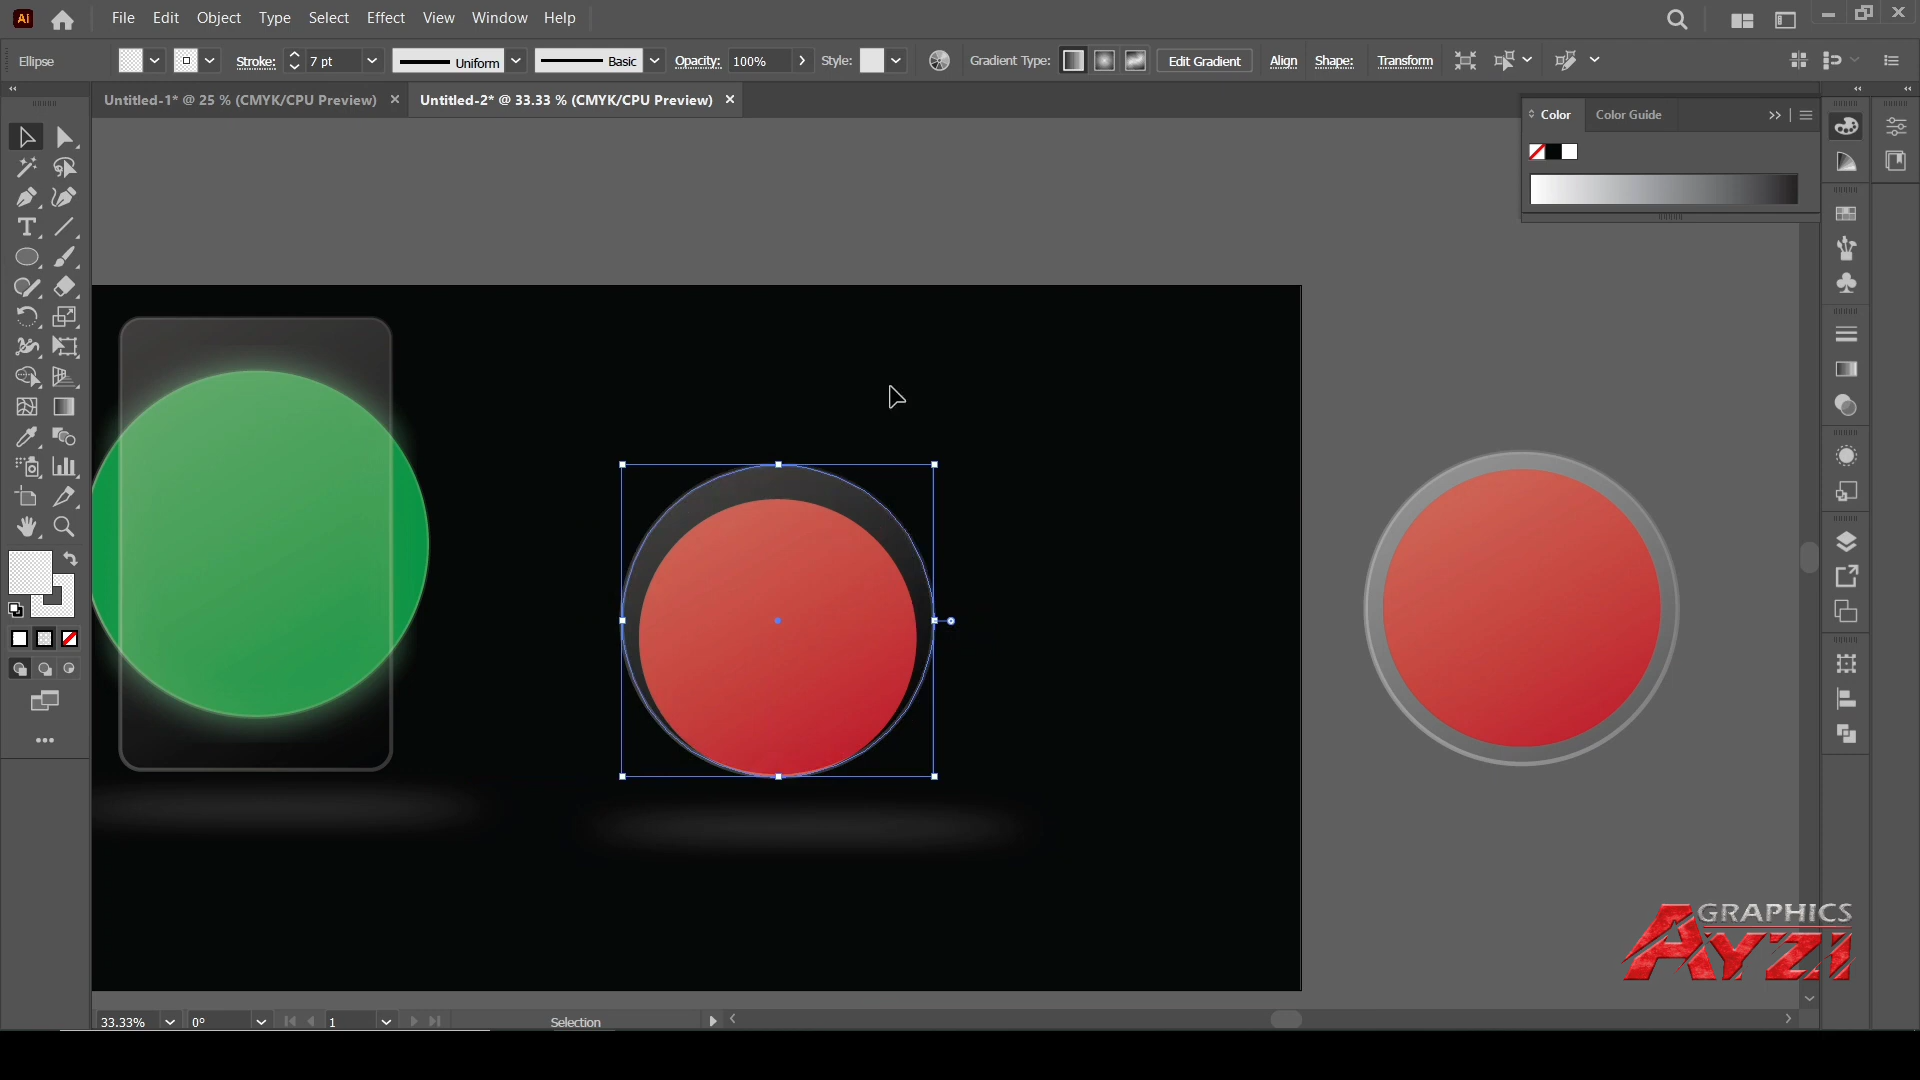 Ai File Edit Object Type Select Effect View Window Help
Ellipse Stroke: 7 pt Uniform Basic Opacity: 100% Style: Gradient Type: Edit Gradient Align Shape: Transform
Untitled-1* @ 25 % (CMYK/CPU Preview) × Untitled-2* @ 33.33 % (CMYK/CPU Preview) ×
Color Color Guide
GRAPHICS
AYZI
33.33% 0° 1 Selection